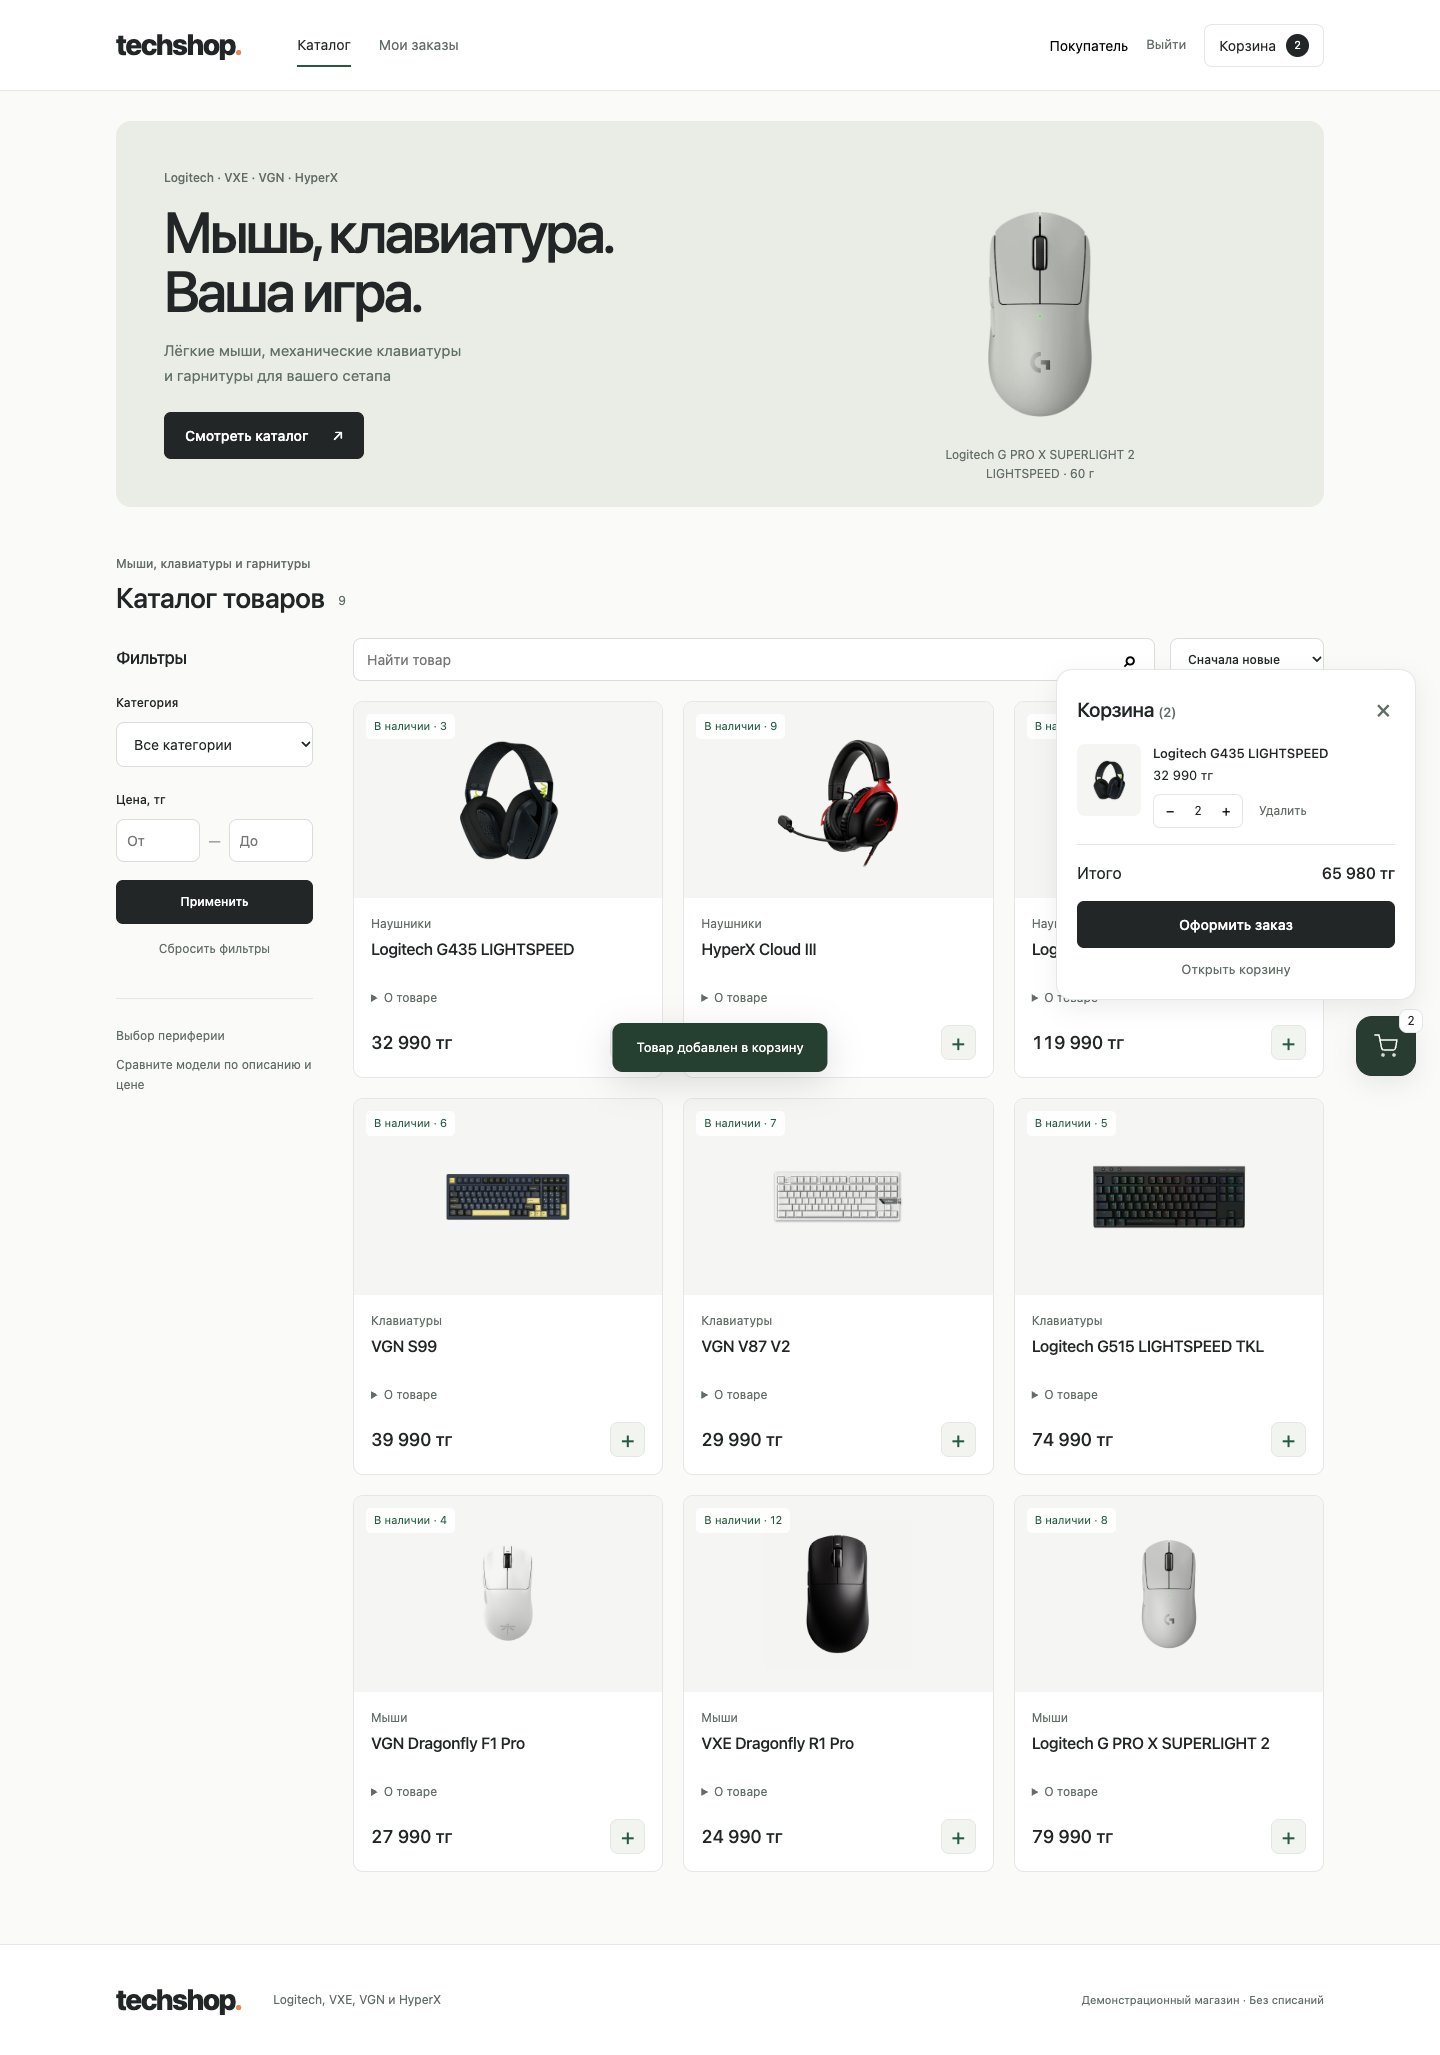 techshop.
Каталог
Мои заказы
Покупатель
Выйти
Корзина 2
Logitech · VXE · VGN · HyperX
Мышь, клавиатура.
Ваша игра.
Лёгкие мыши, механические клавиатуры
и гарнитуры для вашего сетапа
Смотреть каталог
Logitech G PRO X SUPERLIGHT 2
LIGHTSPEED · 60 г
Мыши, клавиатуры и гарнитуры
Каталог товаров 9
Фильтры
Категория
Все категории
Цена, тг
От — До
Применить
Сбросить фильтры
Выбор периферии
Сравните модели по описанию и
цене
Найти товар
Сначала новые
В наличии · 3
Наушники
Logitech G435 LIGHTSPEED
О товаре
32 990 тг
В наличии · 9
Наушники
HyperX Cloud III
О товаре
+
119 990 тг
+
Корзина (2)
Logitech G435 LIGHTSPEED
32 990 тг
− 2 +
Удалить
Итого 65 980 тг
Оформить заказ
Открыть корзину
2
Товар добавлен в корзину
В наличии · 6
Клавиатуры
VGN S99
О товаре
39 990 тг +
В наличии · 7
Клавиатуры
VGN V87 V2
О товаре
29 990 тг +
В наличии · 5
Клавиатуры
Logitech G515 LIGHTSPEED TKL
О товаре
74 990 тг +
В наличии · 4
Мыши
VGN Dragonfly F1 Pro
О товаре
27 990 тг +
В наличии · 12
Мыши
VXE Dragonfly R1 Pro
О товаре
24 990 тг +
В наличии · 8
Мыши
Logitech G PRO X SUPERLIGHT 2
О товаре
79 990 тг +
techshop.
Logitech, VXE, VGN и HyperX
Демонстрационный магазин · Без списаний